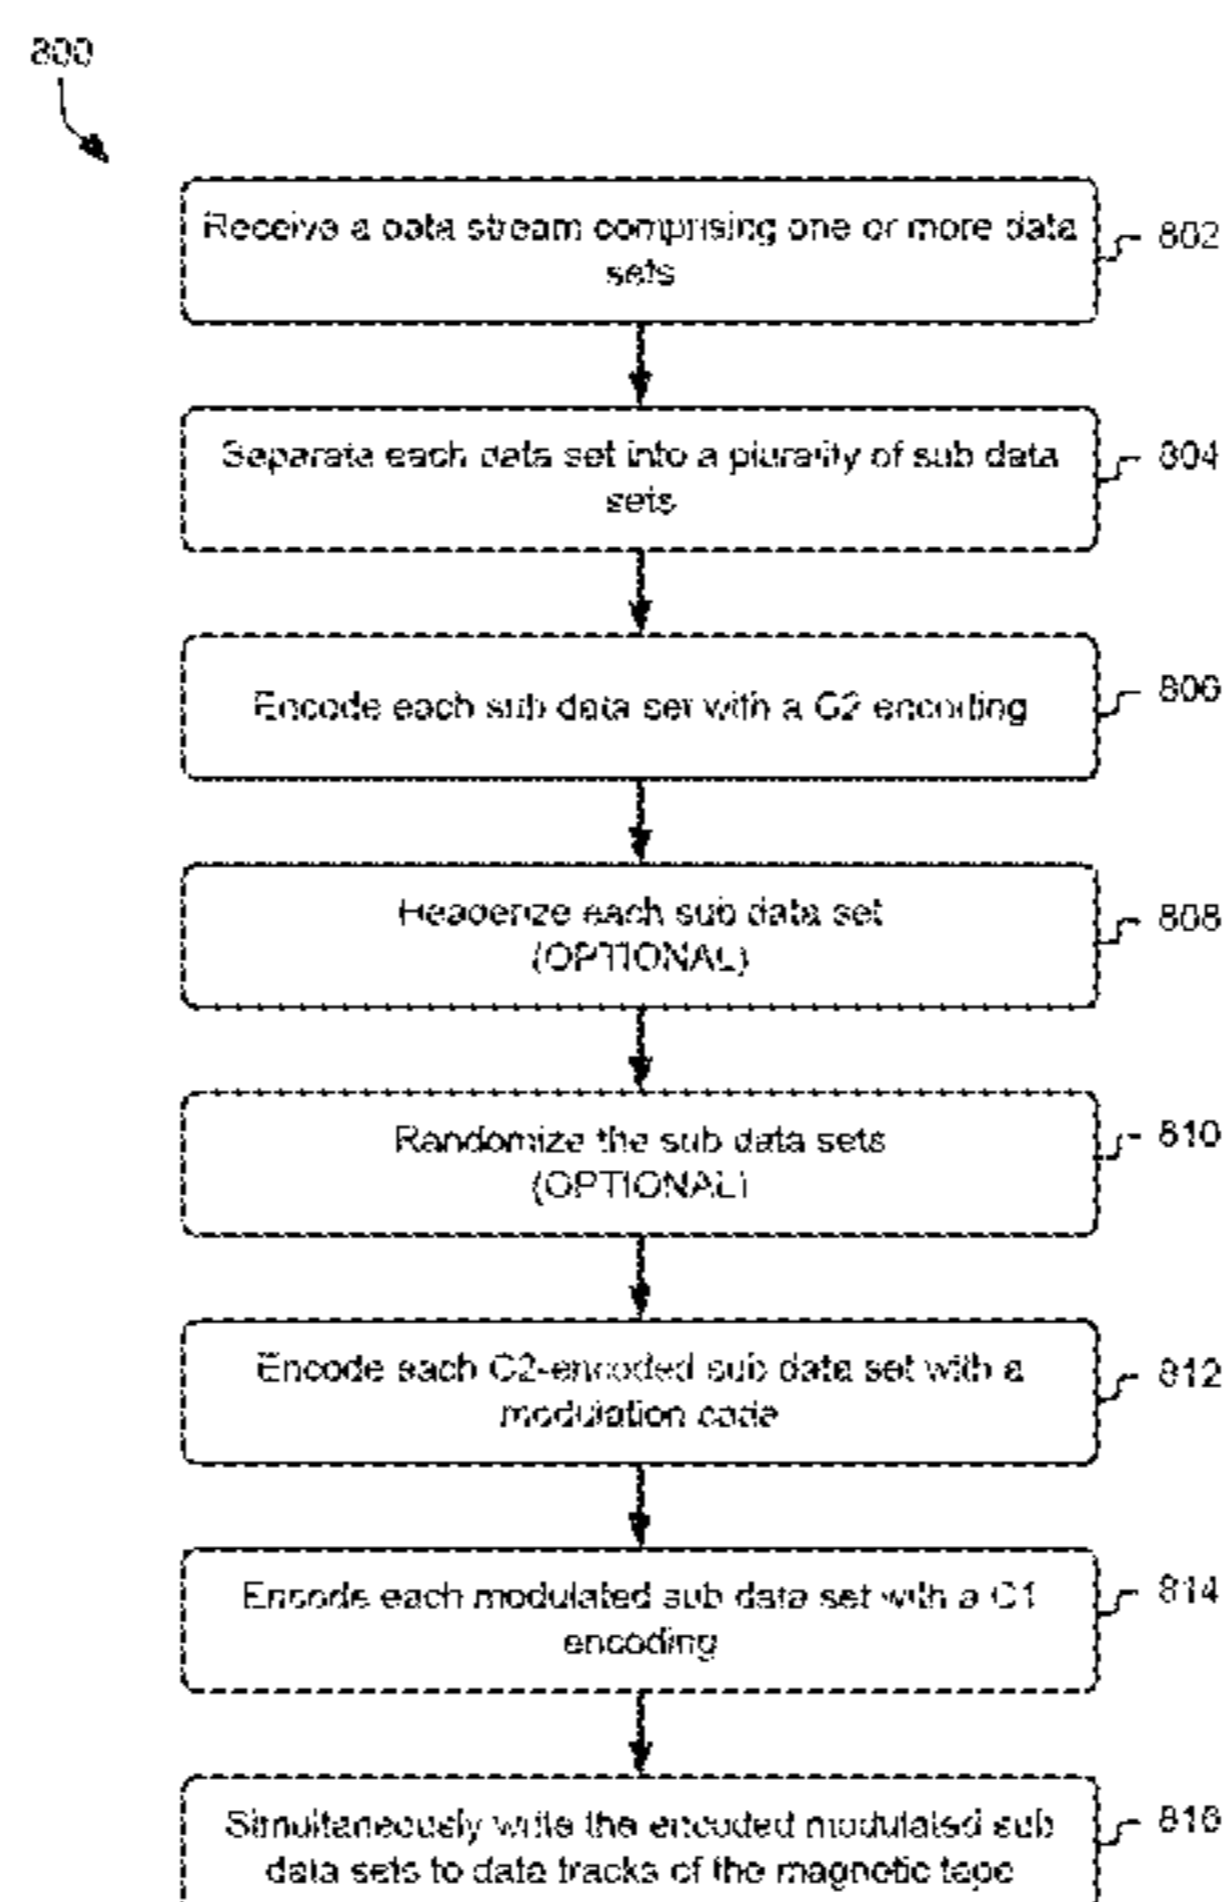 800
Receive a data stream comprising one or more data
sets
802
Separate each data set into a plurality of sub data
sets
804
Encode each sub data set with a C2 encoding
806
Headerize each sub data set
(OPTIONAL)
808
Randomize the sub data sets
(OPTIONAL)
810
Encode each C2-encoded sub data set with a
modulation code
812
Encode each modulated sub data set with a C1
encoding
814
Simultaneously write the encoded modulated sub
data sets to data tracks of the magnetic tape
816